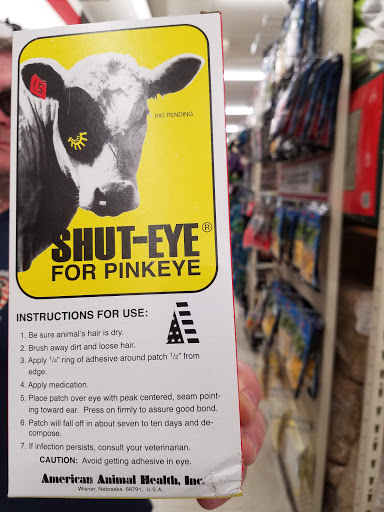 15
PAT. PENDING
SHUT-EYE®
FOR PINKEYE
INSTRUCTIONS FOR USE:
1. Be sure animal's hair is dry.
2. Brush away dirt and loose hair.
3. Apply 1/4" ring of adhesive around patch 1/2" from
edge.
4. Apply medication.
5. Place patch over eye with peak centered, seam point-
ing toward ear. Press on firmly to assure good bond.
6. Patch will fall off in about seven to ten days and de-
compose.
7. If infection persists, consult your veterinarian.
CAUTION: Avoid getting adhesive in eye.
American Animal Health, Inc.
Wisner, Nebraska 68791, U.S.A.